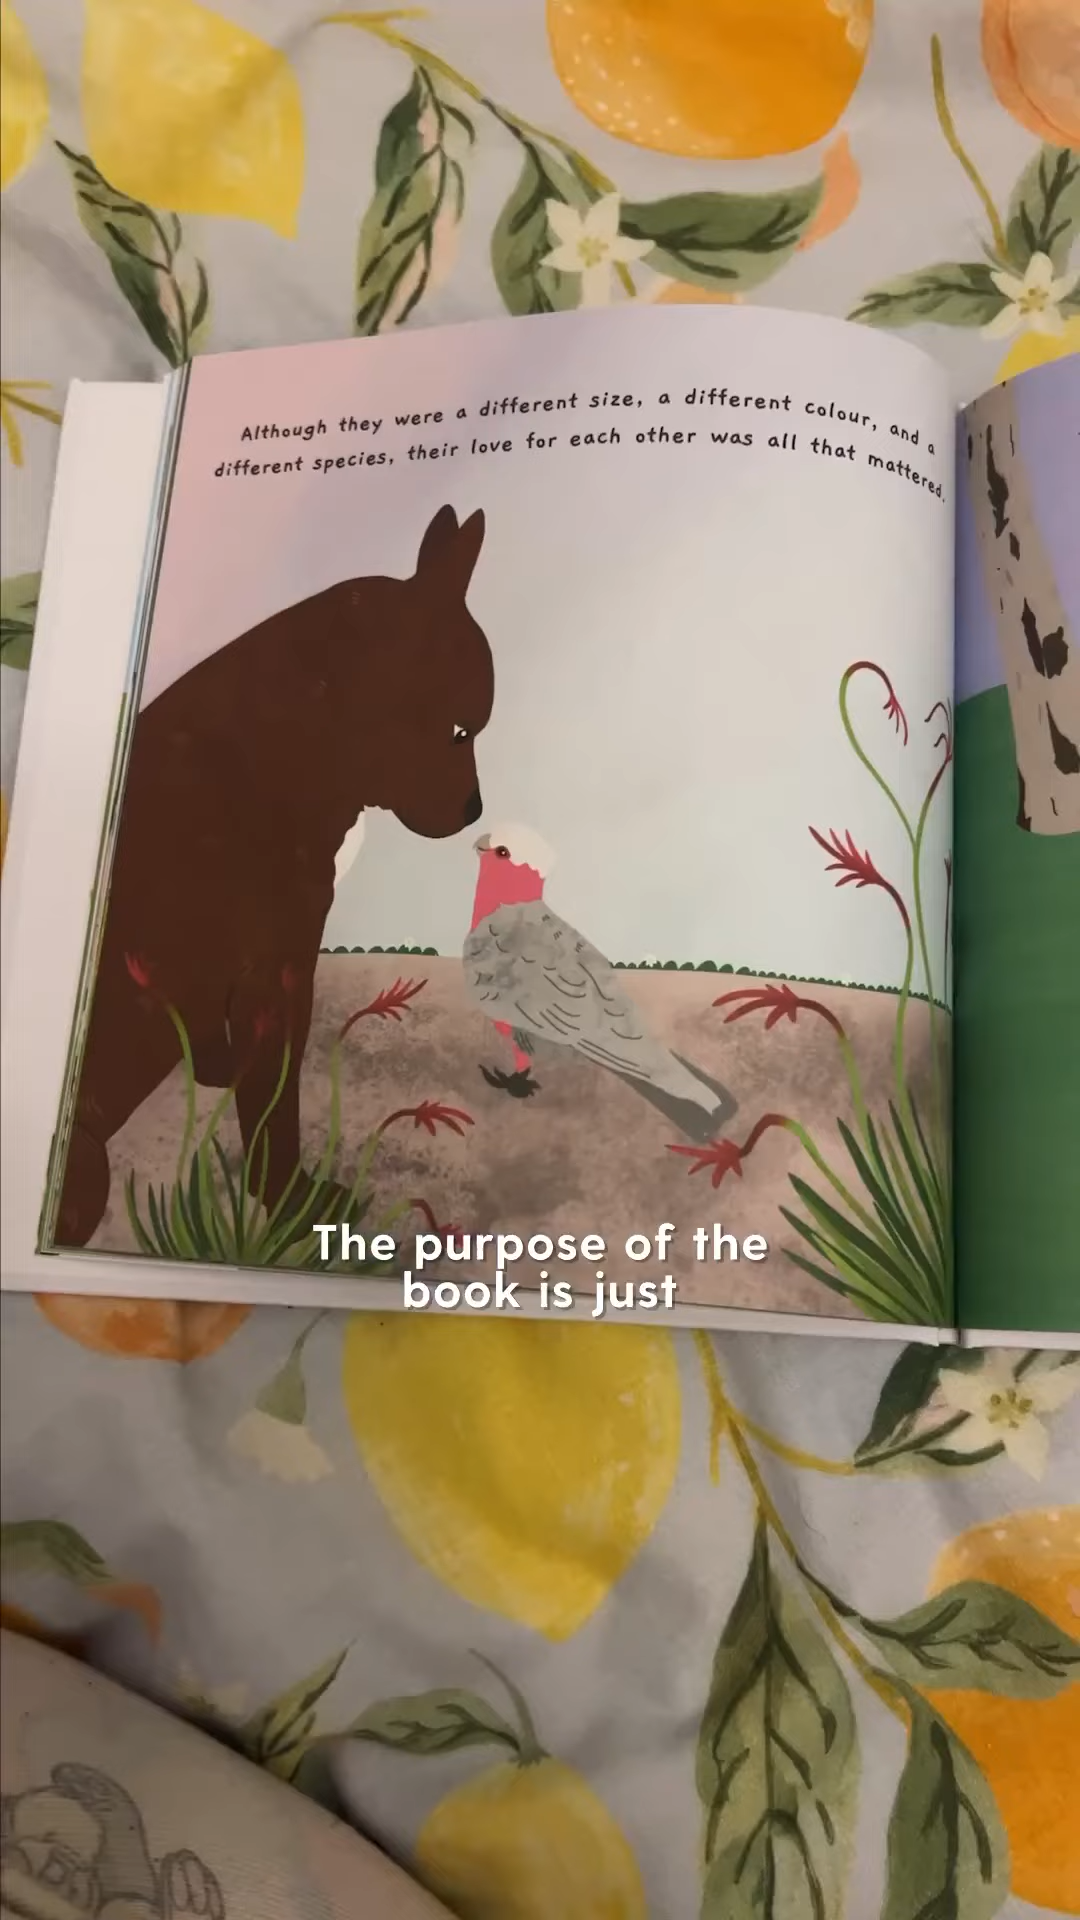 Although they were a different size, a different colour, and a
different species, their love for each other was all that mattered.
The purpose of the
book is just